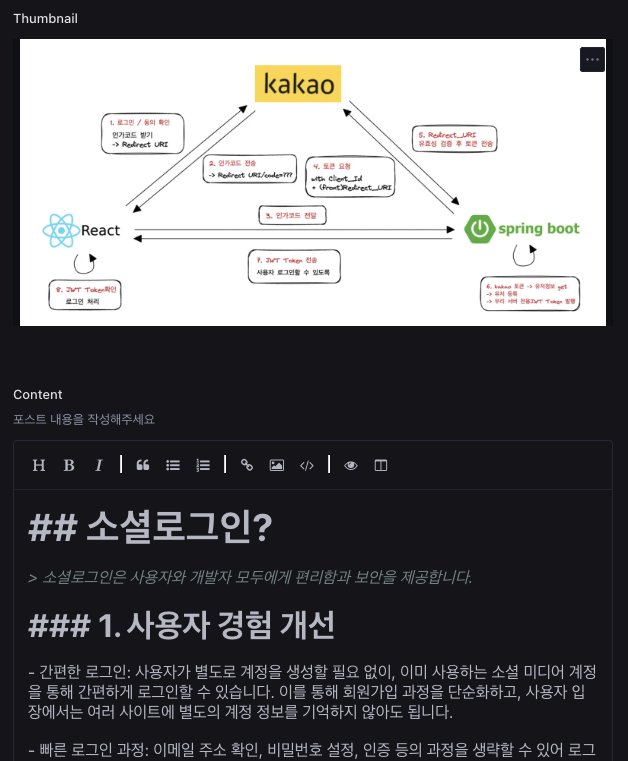 Thumbnail
kakao
1. 로그인 / 동의 확인
인가코드 받기
-> Redirect URI
5. Redirect_URI
유효성 검증 후 토큰 전송
2. 인가코드 전송
-> Redirect URI/code=???
4. 토큰 요청
with Client_Id
+ (front)Redirect_URI
3. 인가코드 전달
React
spring boot
7. JWT Token 전송
사용자 로그인할 수 있도록
8. JWT Token확인
로그인 처리
6. kakao 토큰 -> 유저정보 get
-> 유저 등록
-> 우리 서버 전용JWT Token 발행
Content
포스트 내용을 작성해주세요
H B I
## 소셜로그인?
> 소셜로그인은 사용자와 개발자 모두에게 편리함과 보안을 제공합니다.
### 1. 사용자 경험 개선
- 간편한 로그인: 사용자가 별도로 계정을 생성할 필요 없이, 이미 사용하는 소셜 미디어 계정
을 통해 간편하게 로그인할 수 있습니다. 이를 통해 회원가입 과정을 단순화하고, 사용자 입
장에서는 여러 사이트에 별도의 계정 정보를 기억하지 않아도 됩니다.
- 빠른 로그인 과정: 이메일 주소 확인, 비밀번호 설정, 인증 등의 과정을 생략할 수 있어 로그